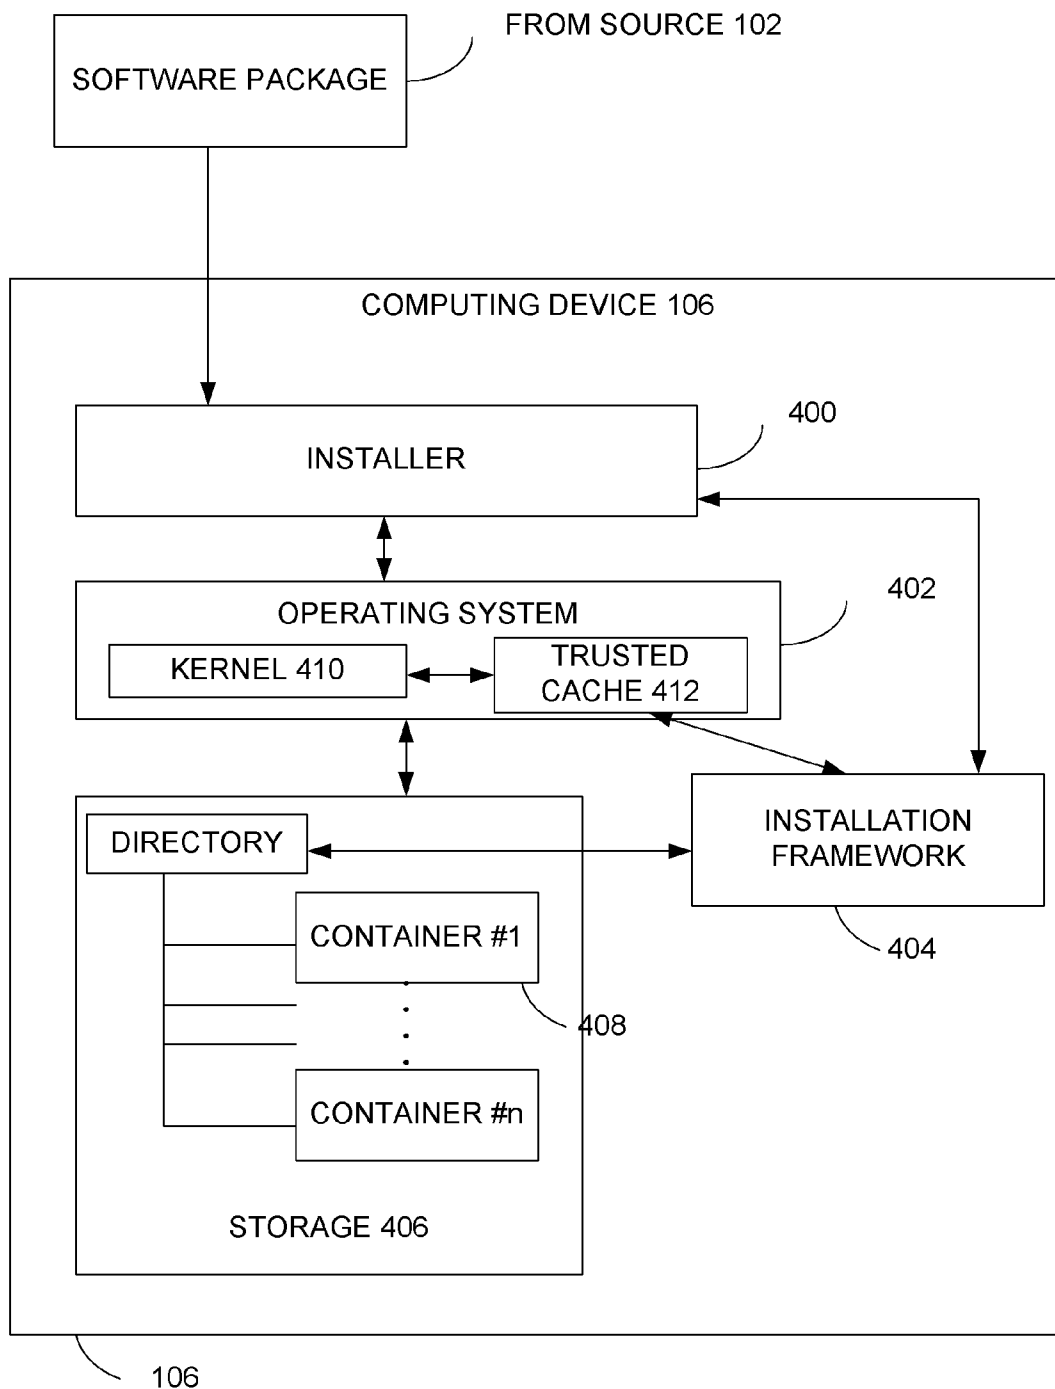 FROM SOURCE 102
SOFTWARE PACKAGE
COMPUTING DEVICE 106
400
INSTALLER
402
OPERATING SYSTEM
KERNEL 410
TRUSTED
CACHE 412
DIRECTORY
INSTALLATION
FRAMEWORK
CONTAINER #1
404
408
CONTAINER #n
STORAGE 406
106